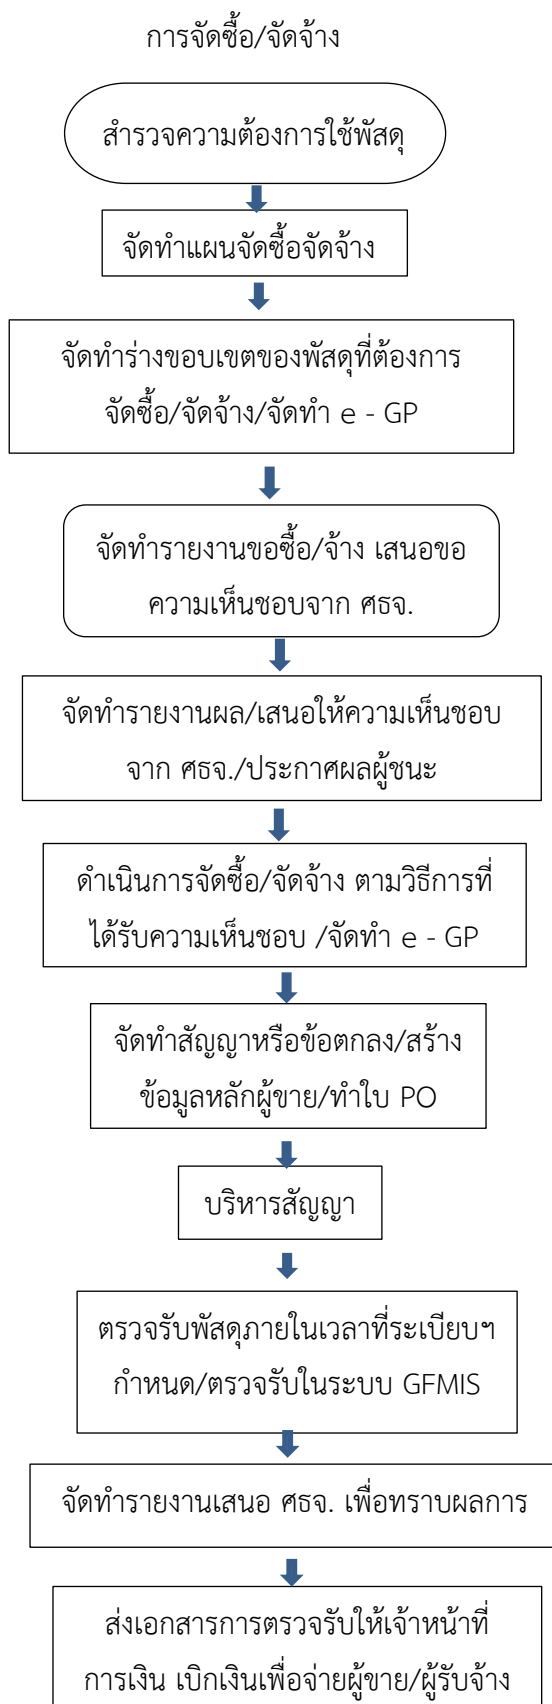 การจัดซื้อ/จัดจ้าง
สำรวจความต้องการใช้พัสดุ
จัดทำแผนจัดซื้อจัดจ้าง
จัดทำร่างขอบเขตของพัสดุที่ต้องการ
จัดซื้อ/จัดจ้าง/จัดทำ e - GP
จัดทำรายงานขอซื้อ/จ้าง เสนอขอ
ความเห็นชอบจาก ศธจ.
จัดทำรายงานผล/เสนอให้ความเห็นชอบ
จาก ศธจ./ประกาศผลผู้ชนะ
ดำเนินการจัดซื้อ/จัดจ้าง ตามวิธีการที่
ได้รับความเห็นชอบ /จัดทำ e - GP
จัดทำสัญญาหรือข้อตกลง/สร้าง
ข้อมูลหลักผู้ขาย/ทำใบ PO
บริหารสัญญา
ตรวจรับพัสดุภายในเวลาที่ระเบียบฯ
กำหนด/ตรวจรับในระบบ GFMIS
จัดทำรายงานเสนอ ศธจ. เพื่อทราบผลการ
ส่งเอกสารการตรวจรับให้เจ้าหน้าที่
การเงิน เบิกเงินเพื่อจ่ายผู้ขาย/ผู้รับจ้าง